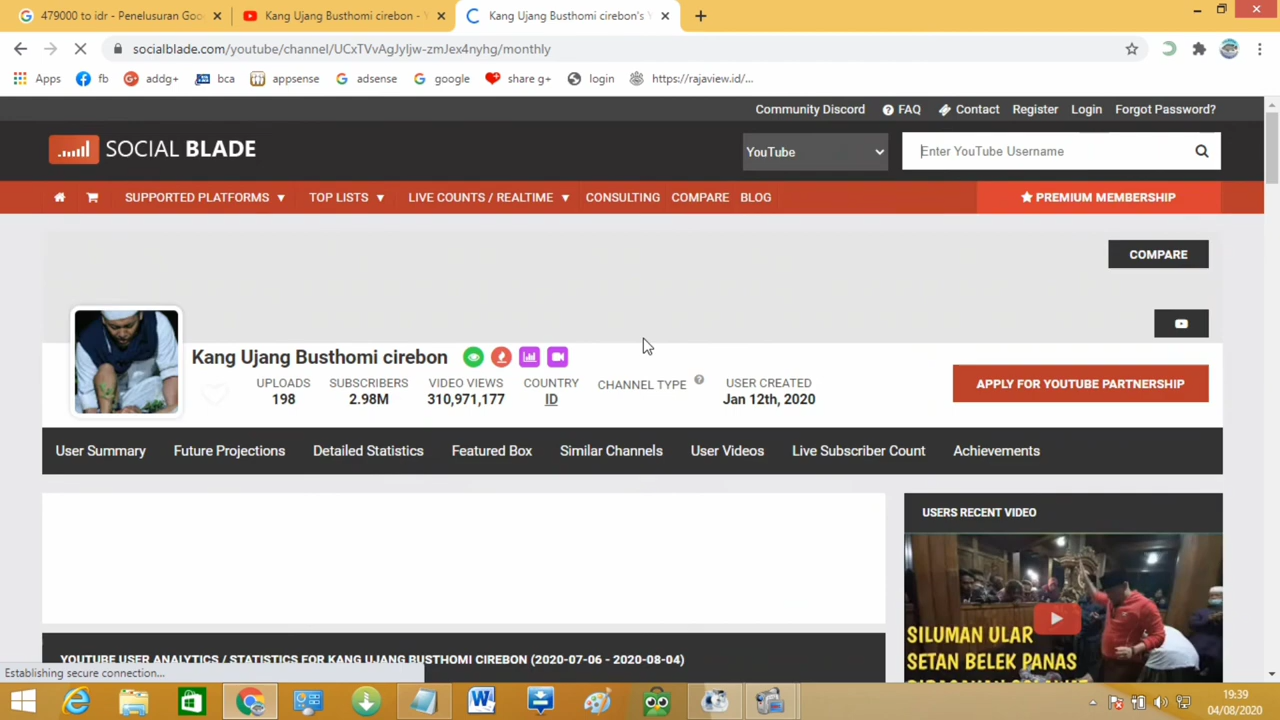 479000 to idr - Penelusuran Goo
Kang Ujang Busthomi cirebon -
Kang Ujang Busthomi cirebon's
socialblade.com/youtube/channel/UCxTVvAgJyljw-zmJex4nyhg/monthly
Apps fb addg+ bca appsense adsense google share g+ login https://rajaview.id/...
Community Discord FAQ Contact Register Login Forgot Password?
SOCIAL BLADE YouTube Enter YouTube Username
SUPPORTED PLATFORMS TOP LISTS LIVE COUNTS / REALTIME CONSULTING COMPARE BLOG PREMIUM MEMBERSHIP
COMPARE
Kang Ujang Busthomi cirebon
UPLOADS SUBSCRIBERS VIDEO VIEWS COUNTRY CHANNEL TYPE USER CREATED
198 2.98M 310,971,177 ID Jan 12th, 2020
APPLY FOR YOUTUBE PARTNERSHIP
User Summary Future Projections Detailed Statistics Featured Box Similar Channels User Videos Live Subscriber Count Achievements
USERS RECENT VIDEO
SILUMAN ULAR
SETAN BELEK PANAS
YOUTUBE USER ANALYTICS / STATISTICS FOR KANG UJANG BUSTHOMI CIREBON (2020-07-06 - 2020-08-04)
Establishing secure connection...
19:39
04/08/2020